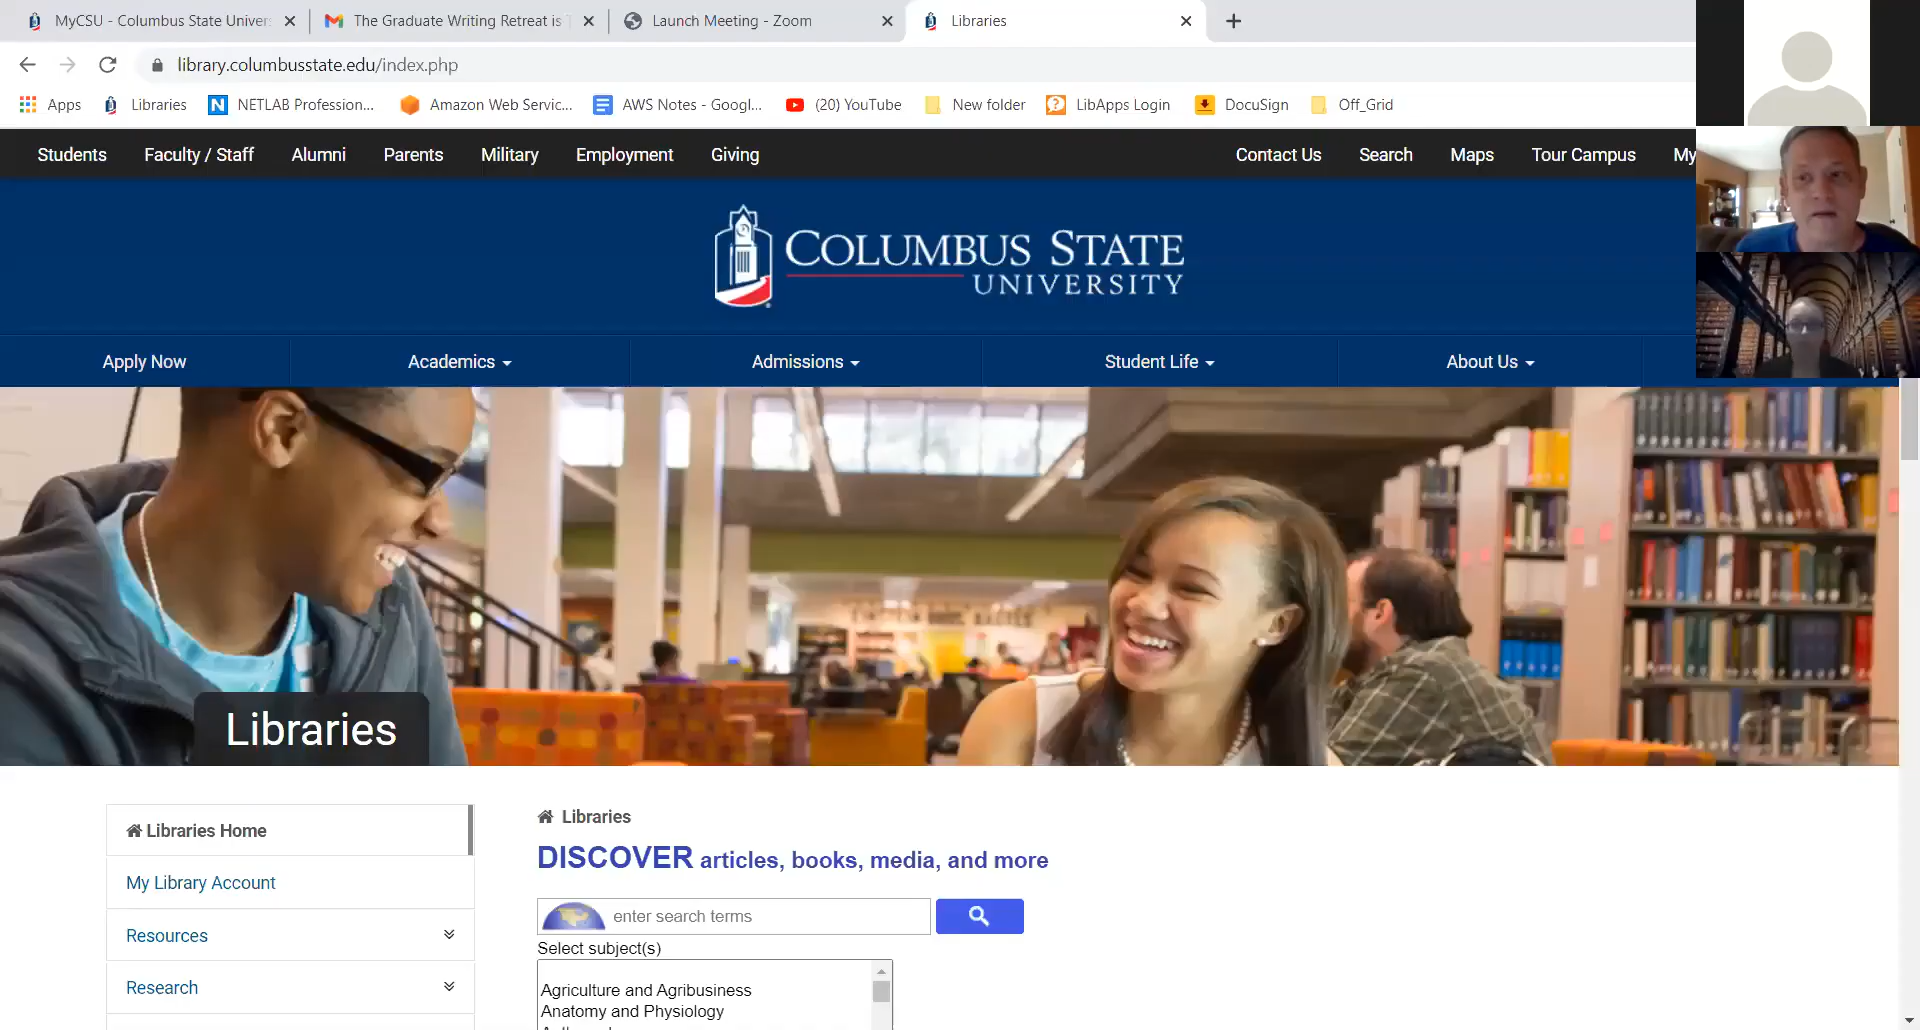 MyCSU - Columbus State Univers
The Graduate Writing Retreat is T
Launch Meeting - Zoom
Libraries
library.columbusstate.edu/index.php
Apps
Libraries
NETLAB Profession...
Amazon Web Servic...
AWS Notes - Googl...
(20) YouTube
New folder
LibApps Login
DocuSign
Off_Grid
Students
Faculty / Staff
Alumni
Parents
Military
Employment
Giving
Contact Us
Search
Maps
Tour Campus
My
COLUMBUS STATE
UNIVERSITY
Apply Now
Academics
Admissions
Student Life
About Us
Libraries
Libraries Home
My Library Account
Resources
Research
Libraries
DISCOVER articles, books, media, and more
enter search terms
Select subject(s)
Agriculture and Agribusiness
Anatomy and Physiology